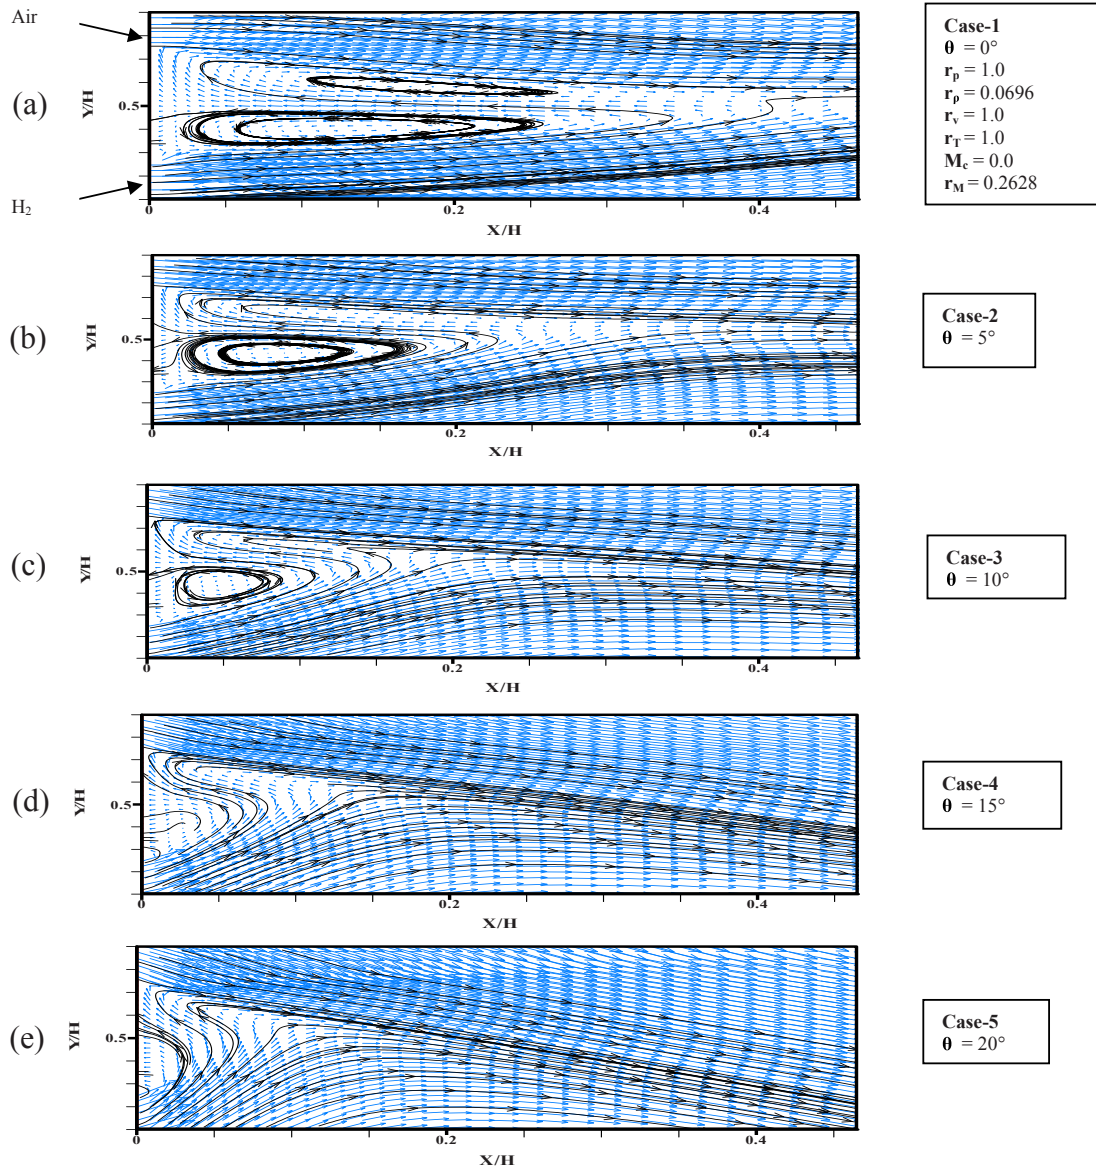 Air
(a)
Y/H
0.5
H₂
0
0.2
0.4
X/H
Case-1
θ = 0°
rₚ = 1.0
rρ = 0.0696
rᵥ = 1.0
r_T = 1.0
M_c = 0.0
r_M = 0.2628
(b)
Y/H
0.5
0
0.2
0.4
X/H
Case-2
θ = 5°
(c)
Y/H
0.5
0
0.2
0.4
X/H
Case-3
θ = 10°
(d)
Y/H
0.5
0
0.2
0.4
X/H
Case-4
θ = 15°
(e)
Y/H
0.5
0
0.2
0.4
X/H
Case-5
θ = 20°